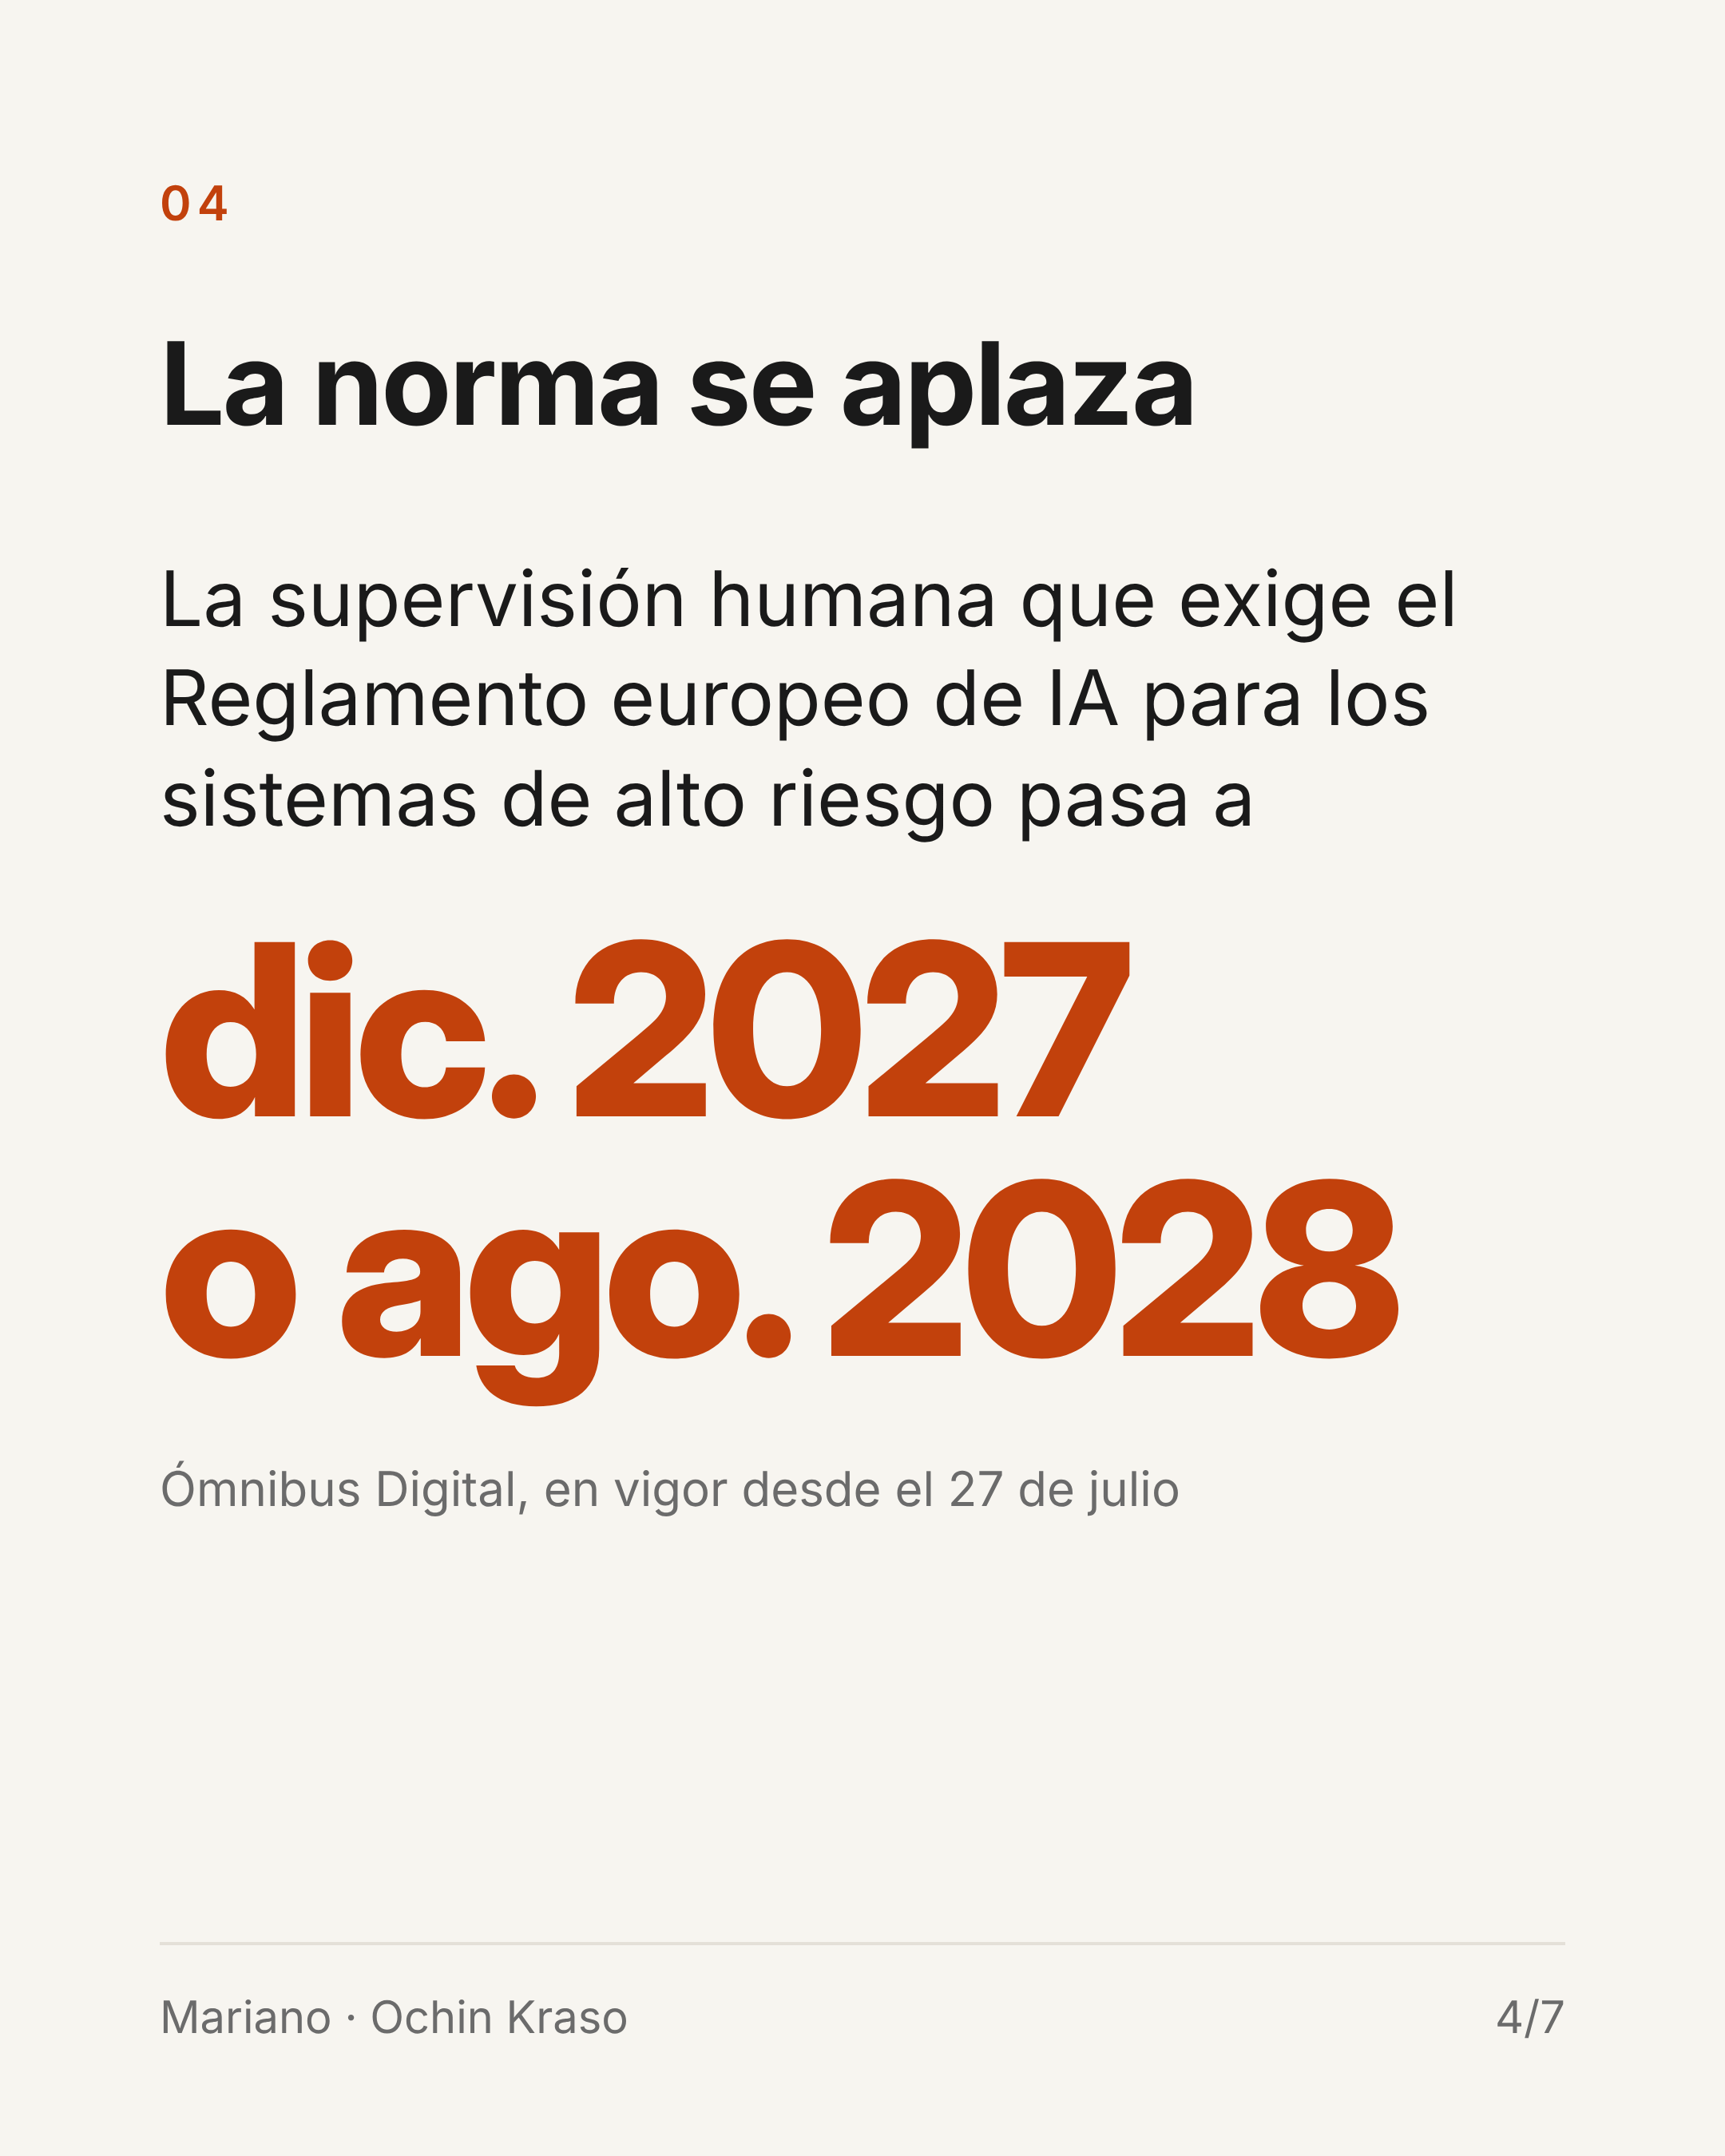 04
La norma se aplaza
La supervisión humana que exige el
Reglamento europeo de IA para los
sistemas de alto riesgo pasa a
dic. 2027
o ago. 2028
Ómnibus Digital, en vigor desde el 27 de julio
Mariano · Ochin Kraso
4/7